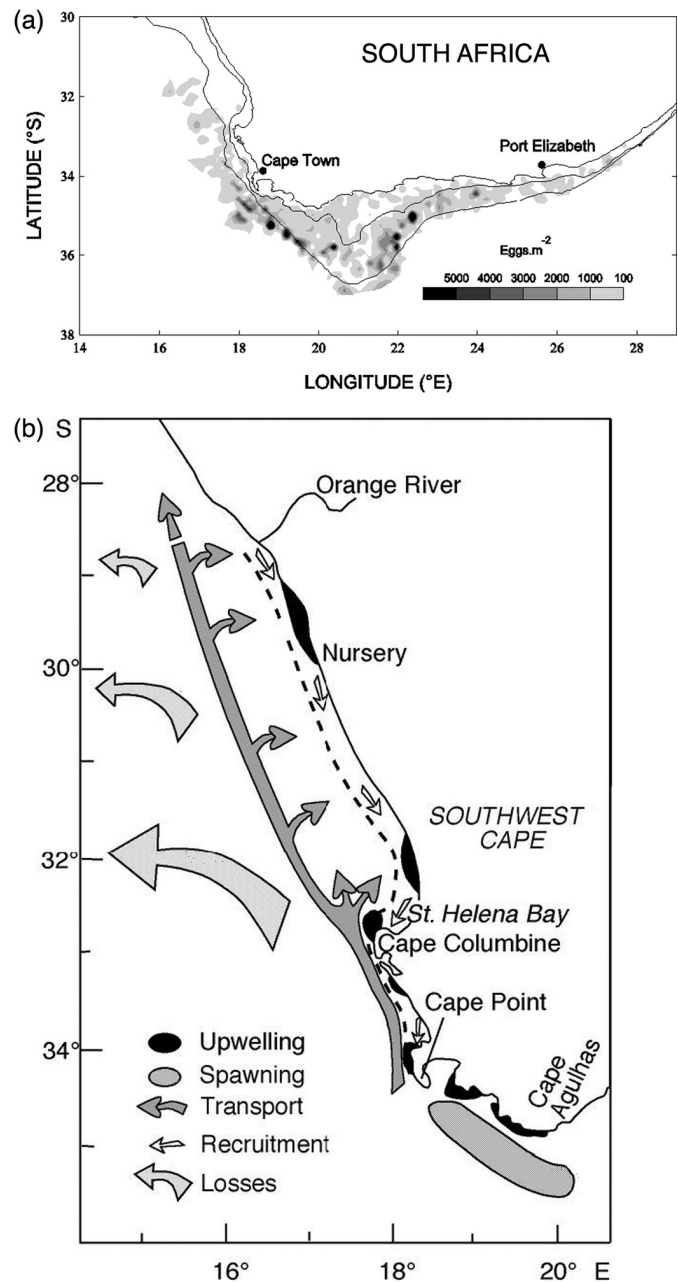 (a)
SOUTH AFRICA
30
32
34
36
38
LATITUDE (°S)
Cape Town
Port Elizabeth
Eggs.m-2
5000 4000 3000 2000 1000 100
14 16 18 20 22 24 26 28
LONGITUDE (°E)
(b)
S
28°
Orange River
Nursery
30°
SOUTHWEST
CAPE
32°
St. Helena Bay
Cape Columbine
Cape Point
34°
Cape
Agulhas
Upwelling
Spawning
Transport
Recruitment
Losses
16° 18° 20° E